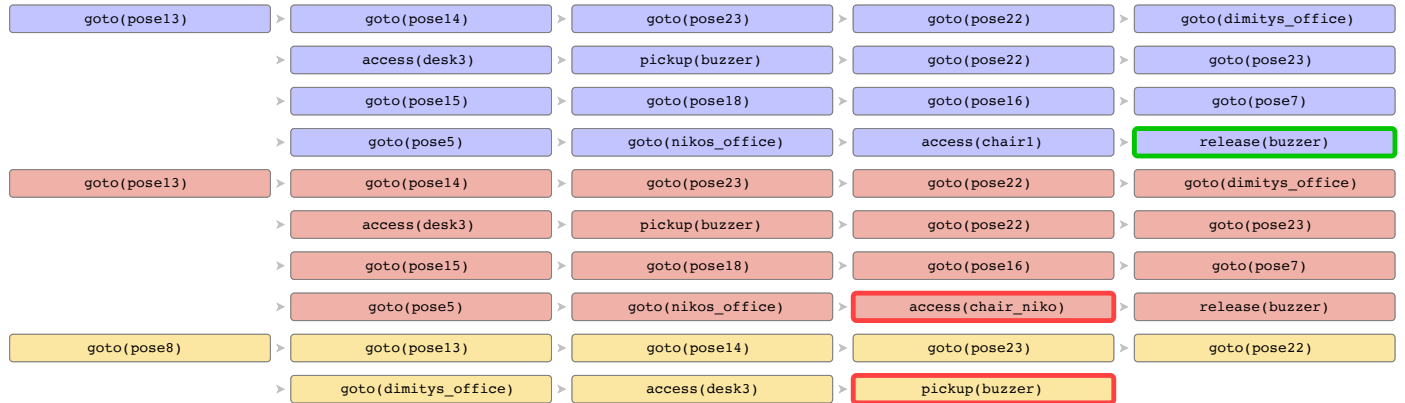 goto(pose13) goto(pose14) goto(pose23) goto(pose22) goto(dimitys_office)
access(desk3) pickup(buzzer) goto(pose22) goto(pose23)
goto(pose15) goto(pose18) goto(pose16) goto(pose7)
goto(pose5) goto(nikos_office) access(chair1) release(buzzer)
goto(pose13) goto(pose14) goto(pose23) goto(pose22) goto(dimitys_office)
access(desk3) pickup(buzzer) goto(pose22) goto(pose23)
goto(pose15) goto(pose18) goto(pose16) goto(pose7)
goto(pose5) goto(nikos_office) access(chair_niko) release(buzzer)
goto(pose8) goto(pose13) goto(pose14) goto(pose23) goto(pose22)
goto(dimitys_office) access(desk3) pickup(buzzer)